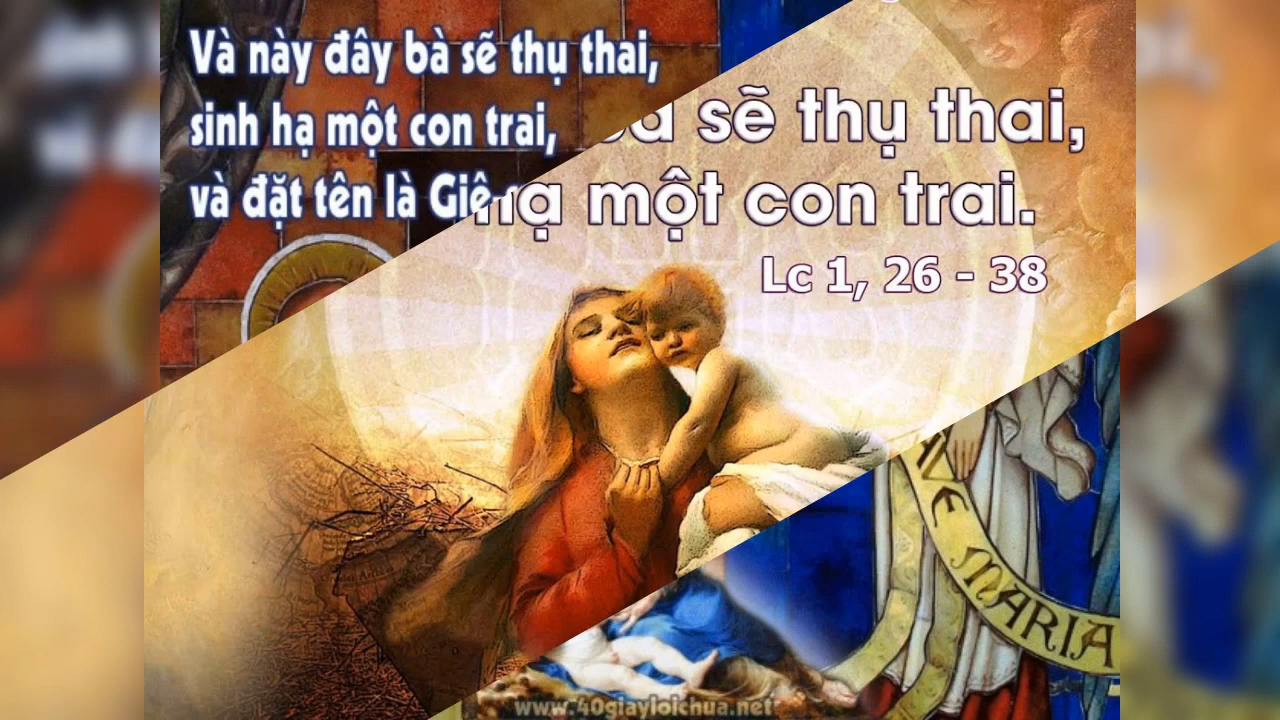 Và này đây bà sẽ thụ thai,
sinh hạ một con trai,
và đặt tên là Giê-
sẽ thụ thai,
hạ một con trai.
Lc 1, 26 - 38
AVE MARIA
www.40giayloichua.net